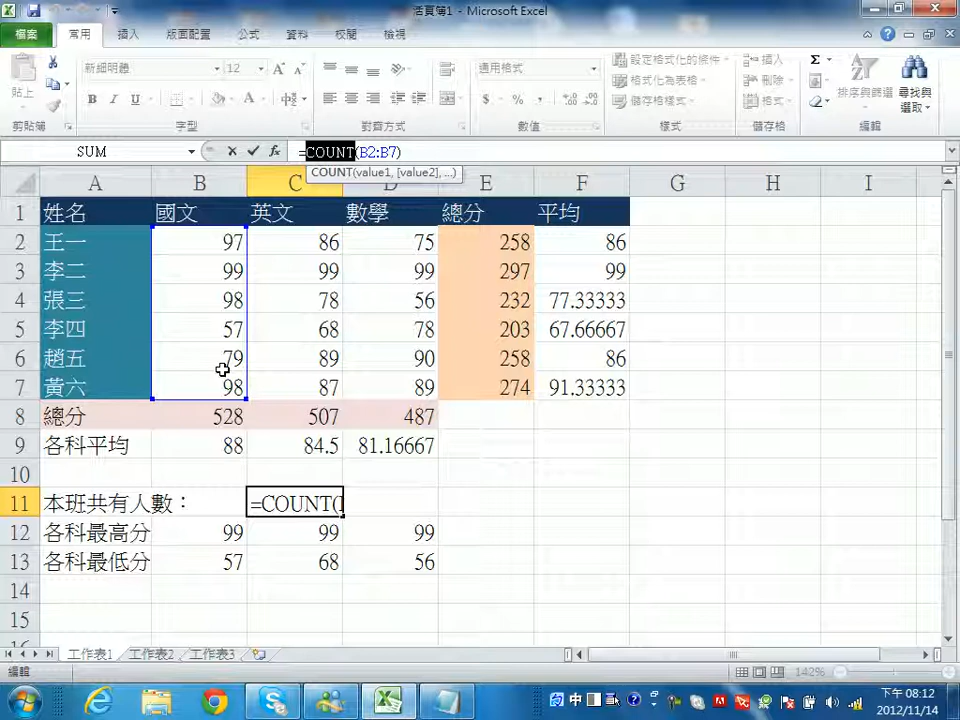 活頁簿1 - Microsoft Excel
檔案 常用 插入 版面配置 公式 資料 校閱 檢視
貼上 新細明體 12 通用格式 設定格式化的條件 插入 Σ
B I U 格式化為表格 刪除 排序與篩選 尋找與選取
$ % , 儲存格樣式 格式
剪貼簿 字型 對齊方式 數值 樣式 儲存格 編輯
SUM fx =COUNT(B2:B7)
COUNT(value1, [value2], ...)
A B C D E F G H I
1 姓名 國文 英文 數學 總分 平均
2 王一 97 86 75 258 86
3 李二 99 99 99 297 99
4 張三 98 78 56 232 77.33333
5 李四 57 68 78 203 67.66667
6 趙五 79 89 90 258 86
7 黃六 98 87 89 274 91.33333
8 總分 528 507 487
9 各科平均 88 84.5 81.16667
10
11 本班共有人數： =COUNT(
12 各科最高分 99 99 99
13 各科最低分 57 68 56
14
15
16
工作表1 工作表2 工作表3
編輯 142%
中 下午 08:12
2012/11/14